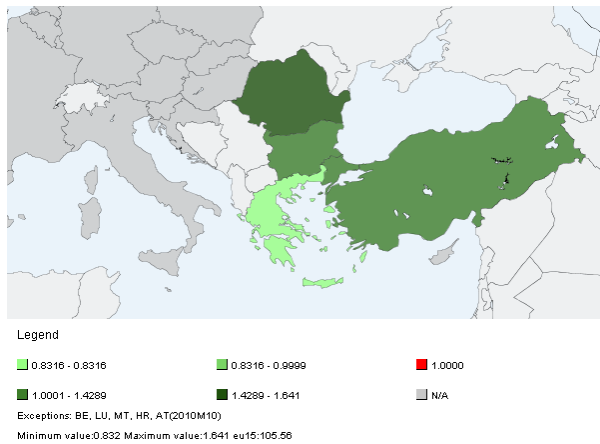 Legend
0.8316 - 0.8316 0.8316 - 0.9999 1.0000
1.0001 - 1.4289 1.4289 - 1.641 N/A
Exceptions: BE, LU, MT, HR, AT(2010M10)
Minimum value:0.832 Maximum value:1.641 eu15:105.56